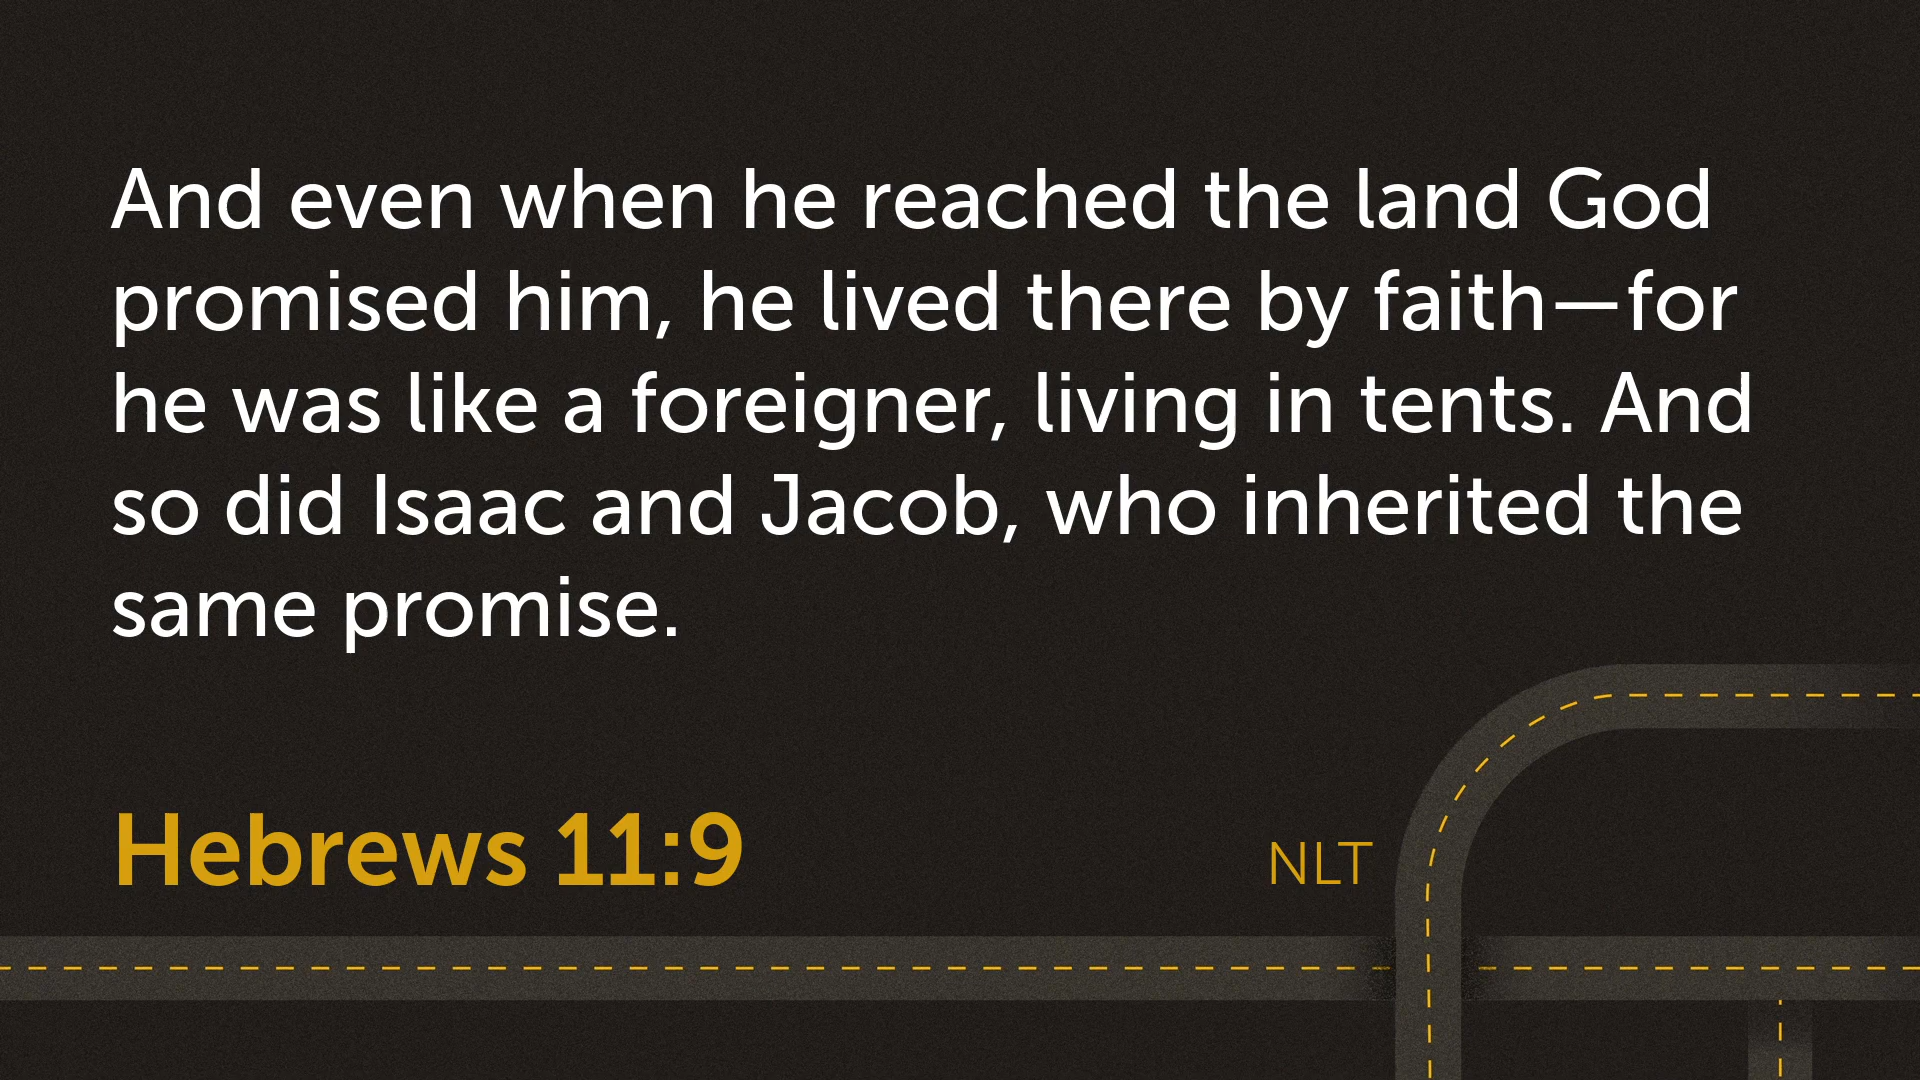 And even when he reached the land God
promised him, he lived there by faith—for
he was like a foreigner, living in tents. And
so did Isaac and Jacob, who inherited the
same promise.
Hebrews 11:9
NLT